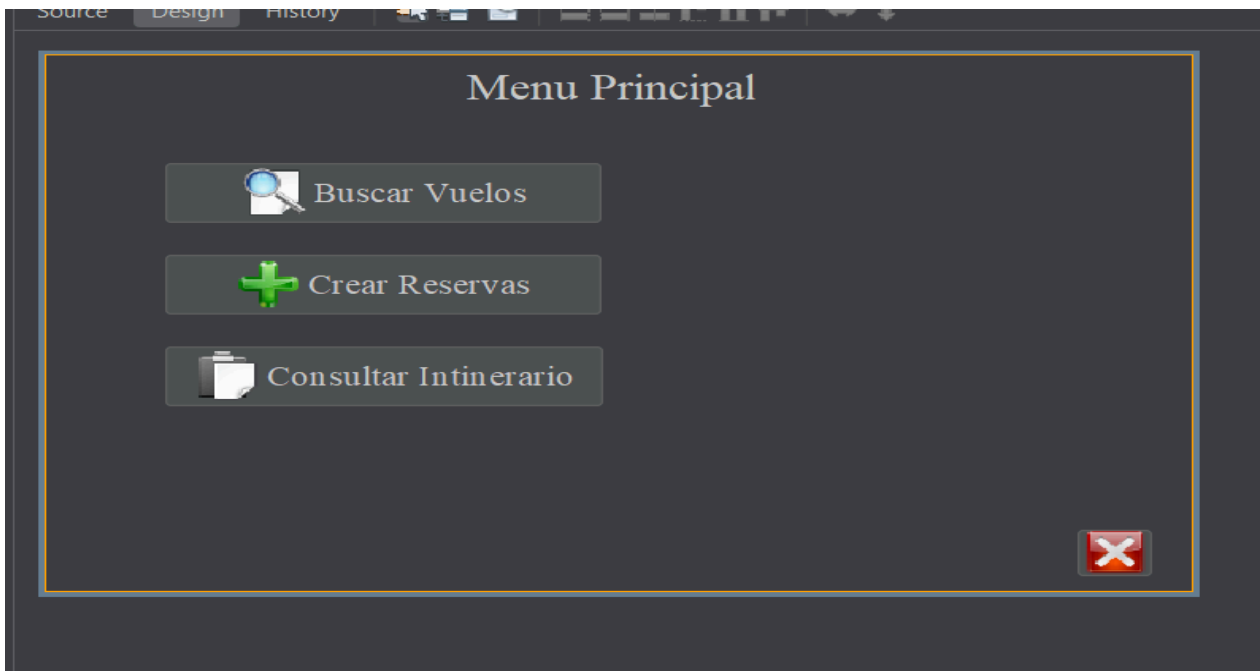 Source Design History
Menu Principal
Buscar Vuelos
Crear Reservas
Consultar Intinerario